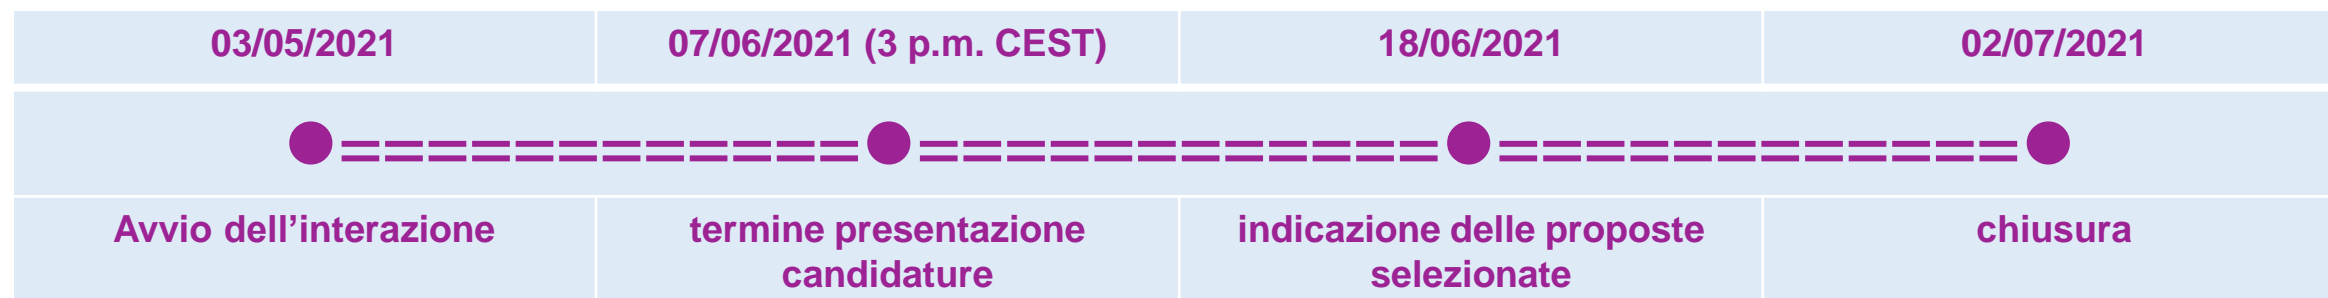 03/05/2021
07/06/2021 (3 p.m. CEST)
18/06/2021
02/07/2021
Avvio dell’interazione
termine presentazione
candidature
indicazione delle proposte
selezionate
chiusura